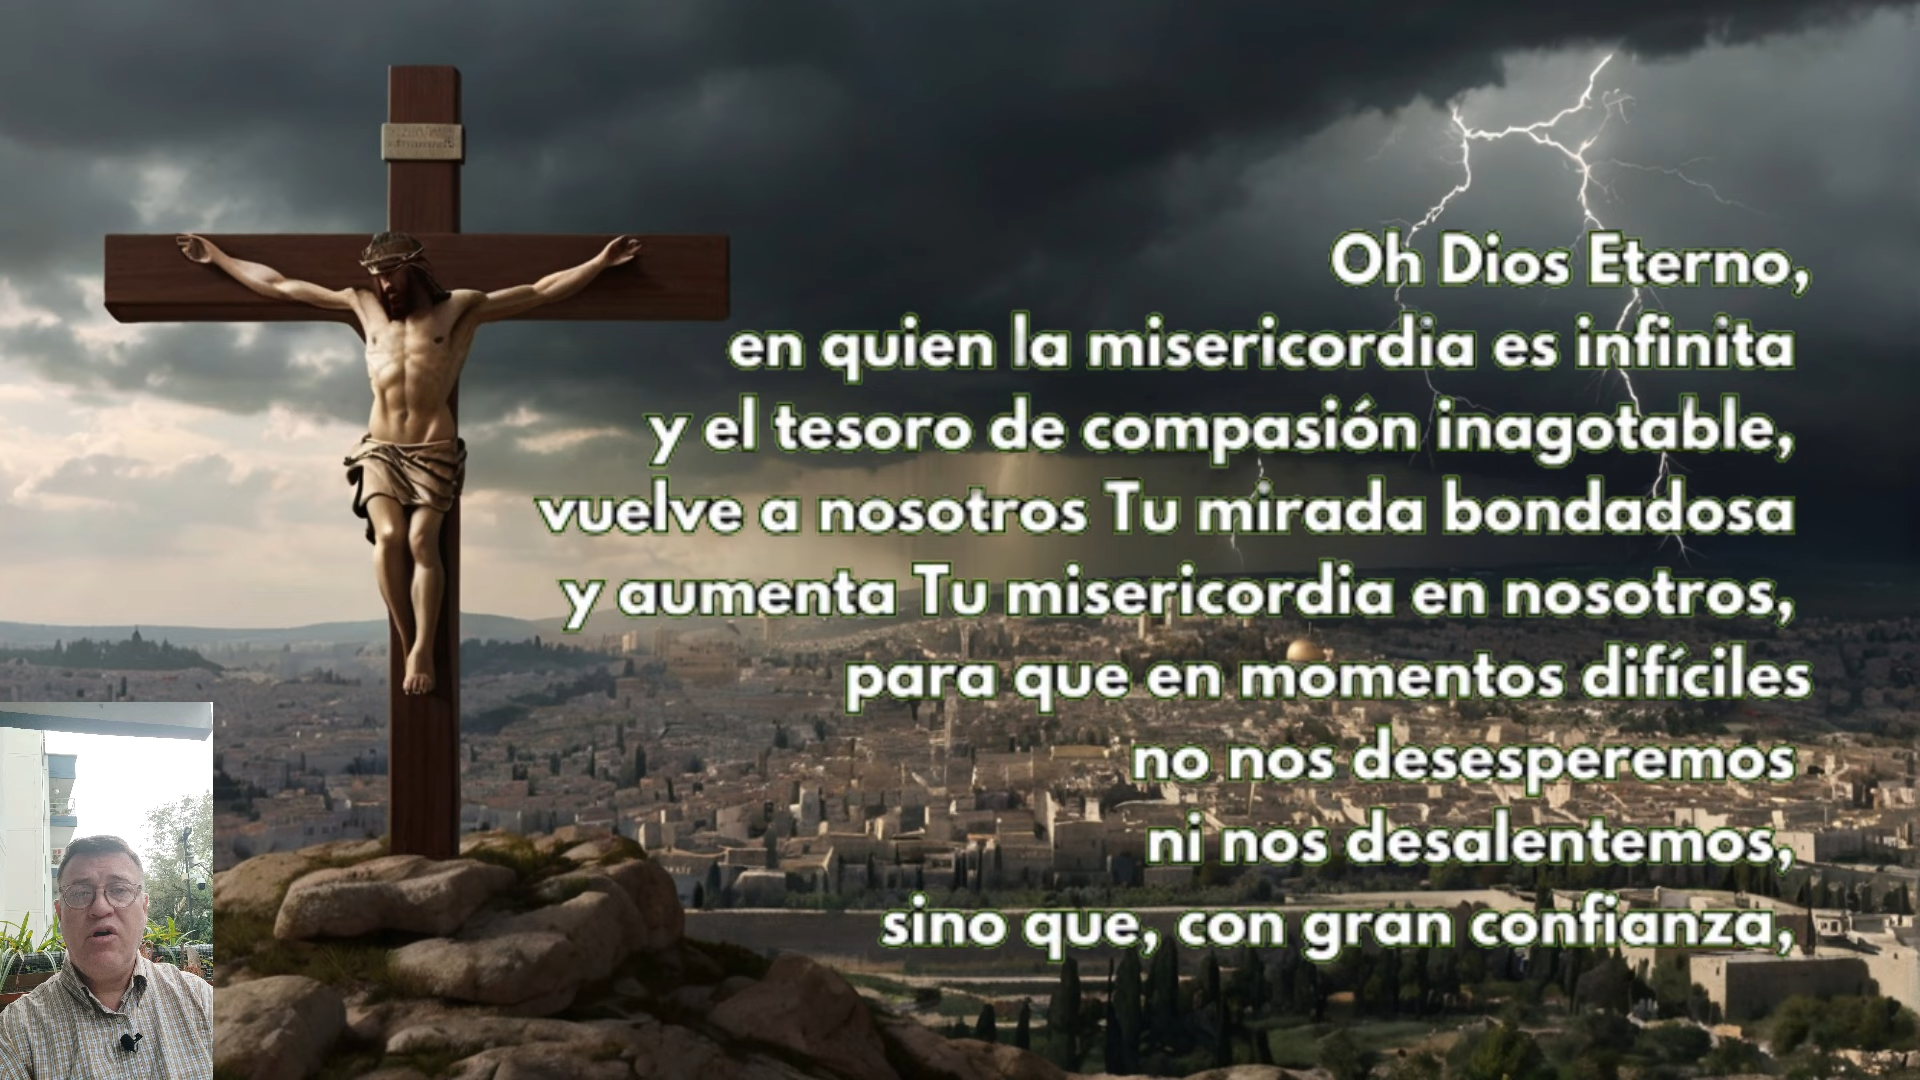 Oh Dios Eterno,
en quien la misericordia es infinita
y el tesoro de compasión inagotable,
vuelve a nosotros Tu mirada bondadosa
y aumenta Tu misericordia en nosotros,
para que en momentos difíciles
no nos desesperemos
ni nos desalentemos,
sino que, con gran confianza,